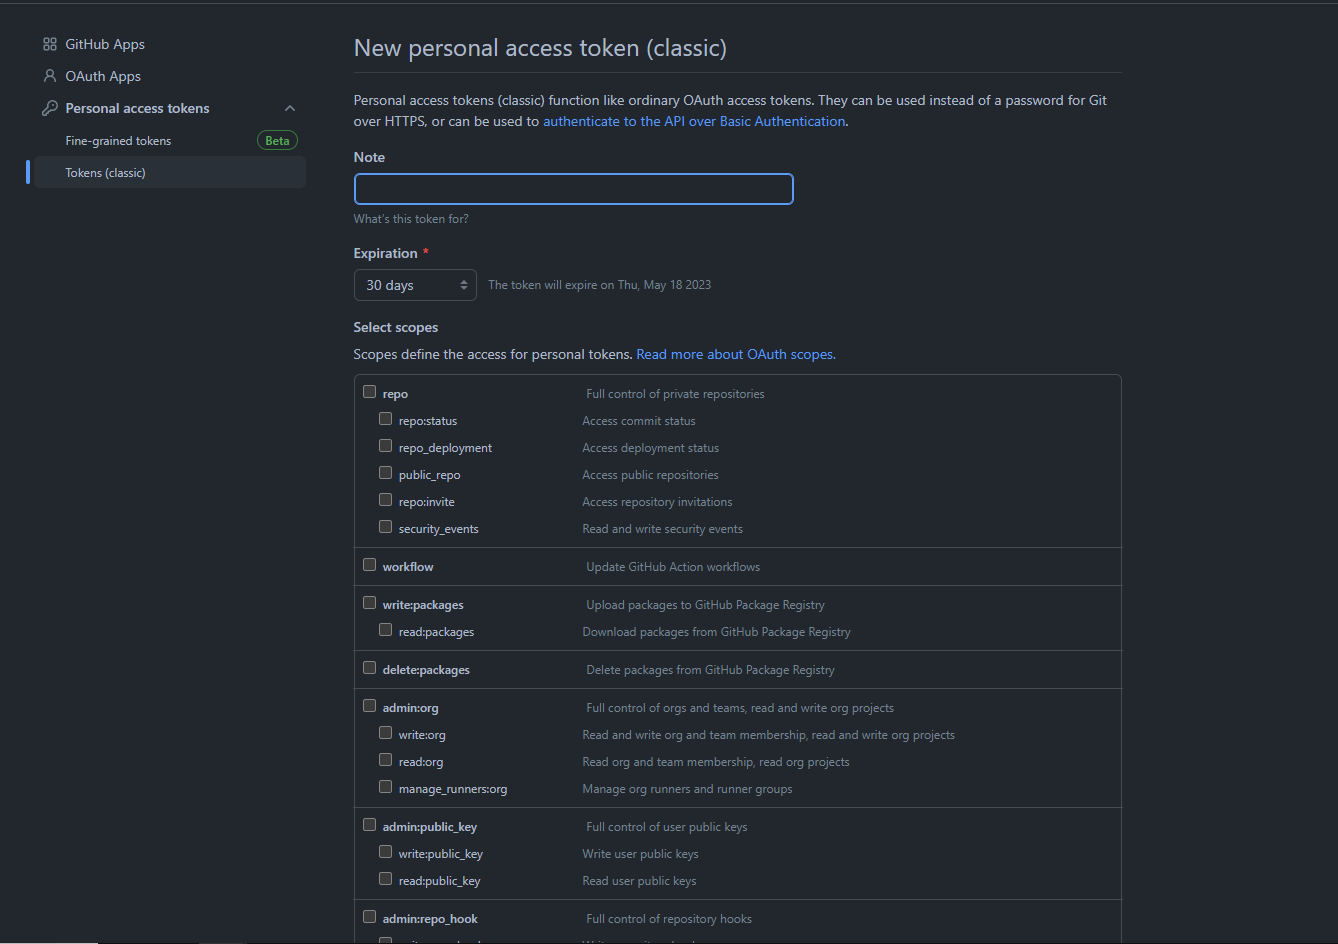 GitHub Apps
OAuth Apps
Personal access tokens
Fine-grained tokens Beta
Tokens (classic)
New personal access token (classic)
Personal access tokens (classic) function like ordinary OAuth access tokens. They can be used instead of a password for Git
over HTTPS, or can be used to authenticate to the API over Basic Authentication.
Note
What's this token for?
Expiration *
30 days The token will expire on Thu, May 18 2023
Select scopes
Scopes define the access for personal tokens. Read more about OAuth scopes.
repo Full control of private repositories
repo:status Access commit status
repo_deployment Access deployment status
public_repo Access public repositories
repo:invite Access repository invitations
security_events Read and write security events
workflow Update GitHub Action workflows
write:packages Upload packages to GitHub Package Registry
read:packages Download packages from GitHub Package Registry
delete:packages Delete packages from GitHub Package Registry
admin:org Full control of orgs and teams, read and write org projects
write:org Read and write org and team membership, read and write org projects
read:org Read org and team membership, read org projects
manage_runners:org Manage org runners and runner groups
admin:public_key Full control of user public keys
write:public_key Write user public keys
read:public_key Read user public keys
admin:repo_hook Full control of repository hooks